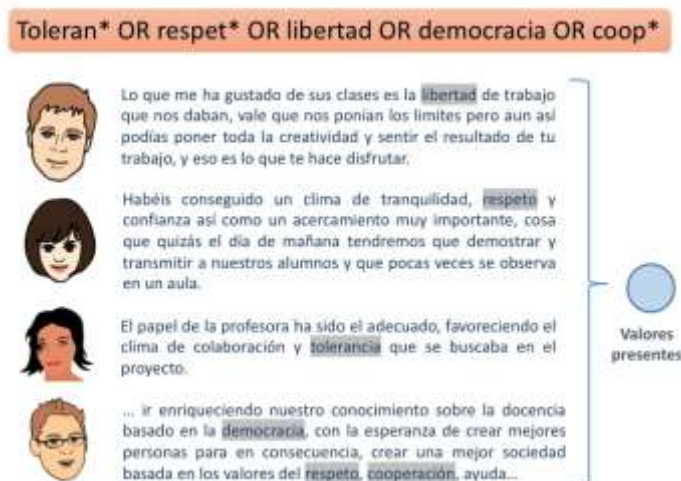 Toleran* OR respet* OR libertad OR democracia OR coop*
Lo que me ha gustado de sus clases es la libertad de trabajo
que nos daban, vale que nos ponían los limites pero aun así
podías poner toda la creatividad y sentir el resultado de tu
trabajo, y eso es lo que te hace disfrutar.
Habéis conseguido un clima de tranquilidad, respeto y
confianza así como un acercamiento muy importante, cosa
que quizás el día de mañana tendremos que demostrar y
transmitir a nuestros alumnos y que pocas veces se observa
en un aula.
El papel de la profesora ha sido el adecuado, favoreciendo el
clima de colaboración y tolerancia que se buscaba en el
proyecto.
... ir enriqueciendo nuestro conocimiento sobre la docencia
basado en la democracia, con la esperanza de crear mejores
personas para en consecuencia, crear una mejor sociedad
basada en los valores del respeto, cooperación, ayuda...
Valores
presentes